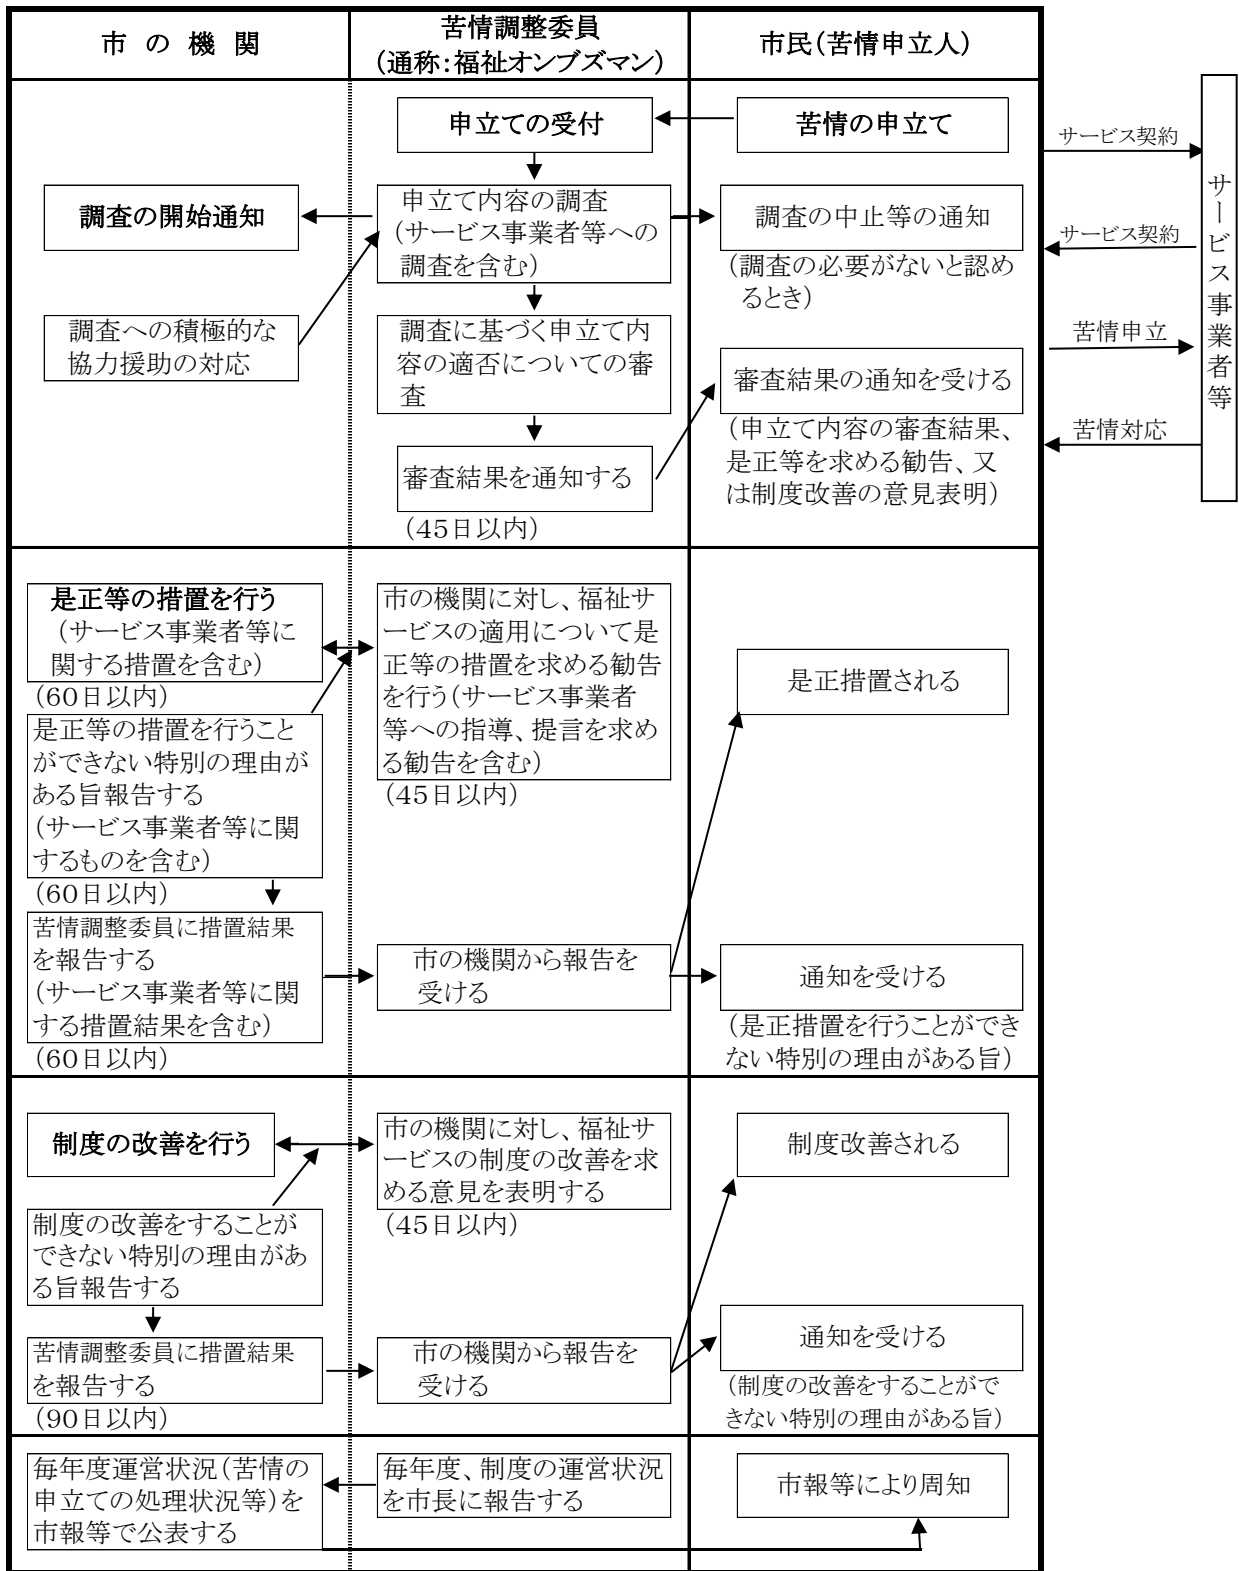 市 の 機 関
苦情調整委員
（通称：福祉オンブズマン）
市民（苦情申立人）
申立ての受付
苦情の申立て
調査の開始通知
申立て内容の調査
（サービス事業者等への
調査を含む）
調査の中止等の通知
（調査の必要がないと認め
るとき）
調査への積極的な
協力援助の対応
調査に基づく申立て内
容の適否についての審
査
審査結果の通知を受ける
（申立て内容の審査結果、
是正等を求める勧告、又
は制度改善の意見表明）
審査結果を通知する
（45日以内）
サービス契約
サービス契約
苦情申立
苦情対応
サービス事業者等
是正等の措置を行う
（サービス事業者等に
関する措置を含む）
（60日以内）
是正等の措置を行うこと
ができない特別の理由が
ある旨報告する
（サービス事業者等に関
するものを含む）
（60日以内）
苦情調整委員に措置結果
を報告する
（サービス事業者等に関
する措置結果を含む）
（60日以内）
市の機関に対し、福祉サ
ービスの適用について是
正等の措置を求める勧告
を行う（サービス事業者
等への指導、提言を求め
る勧告を含む）
（45日以内）
市の機関から報告を
受ける
是正措置される
通知を受ける
（是正措置を行うことができ
ない特別の理由がある旨）
制度の改善を行う
制度の改善をすることが
できない特別の理由があ
る旨報告する
苦情調整委員に措置結果
を報告する
（90日以内）
市の機関に対し、福祉サ
ービスの制度の改善を求
める意見を表明する
（45日以内）
市の機関から報告を
受ける
制度改善される
通知を受ける
（制度の改善をすることがで
きない特別の理由がある旨）
毎年度運営状況（苦情の
申立ての処理状況等）を
市報等で公表する
毎年度、制度の運営状況
を市長に報告する
市報等により周知